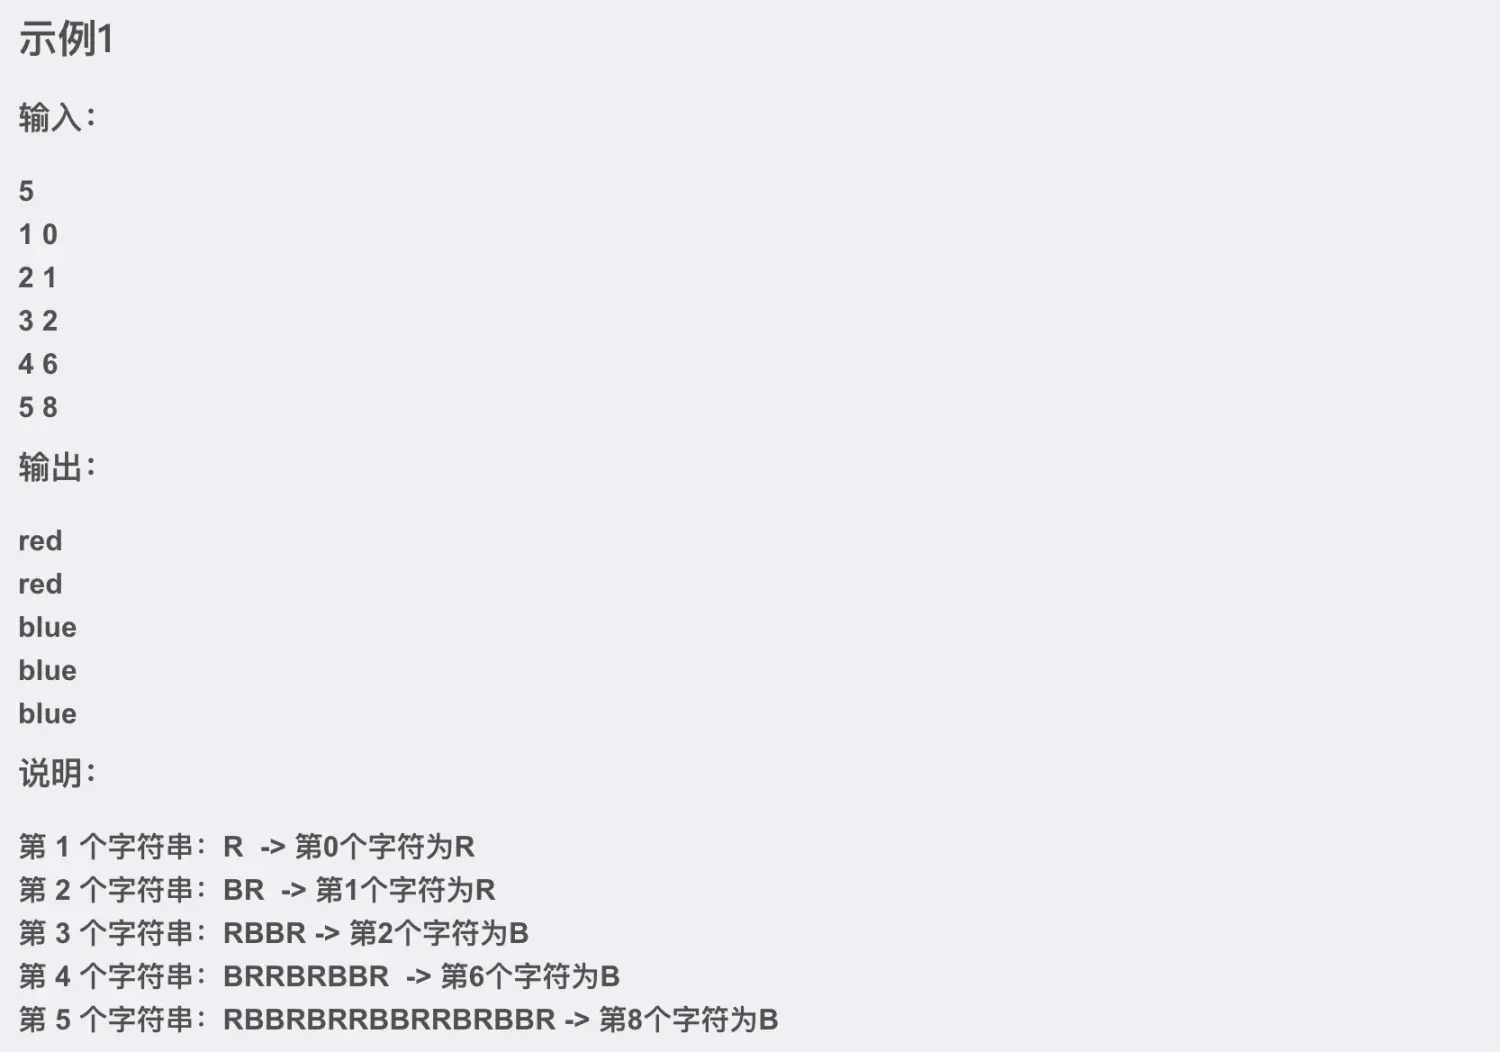 示例1
输入：
5
1 0
2 1
3 2
4 6
5 8
输出：
red
red
blue
blue
blue
说明：
第 1 个字符串：R  -> 第0个字符为R
第 2 个字符串：BR  -> 第1个字符为R
第 3 个字符串：RBBR -> 第2个字符为B
第 4 个字符串：BRRBRBBR  -> 第6个字符为B
第 5 个字符串：RBBRBRRBBRRBRBBR -> 第8个字符为B